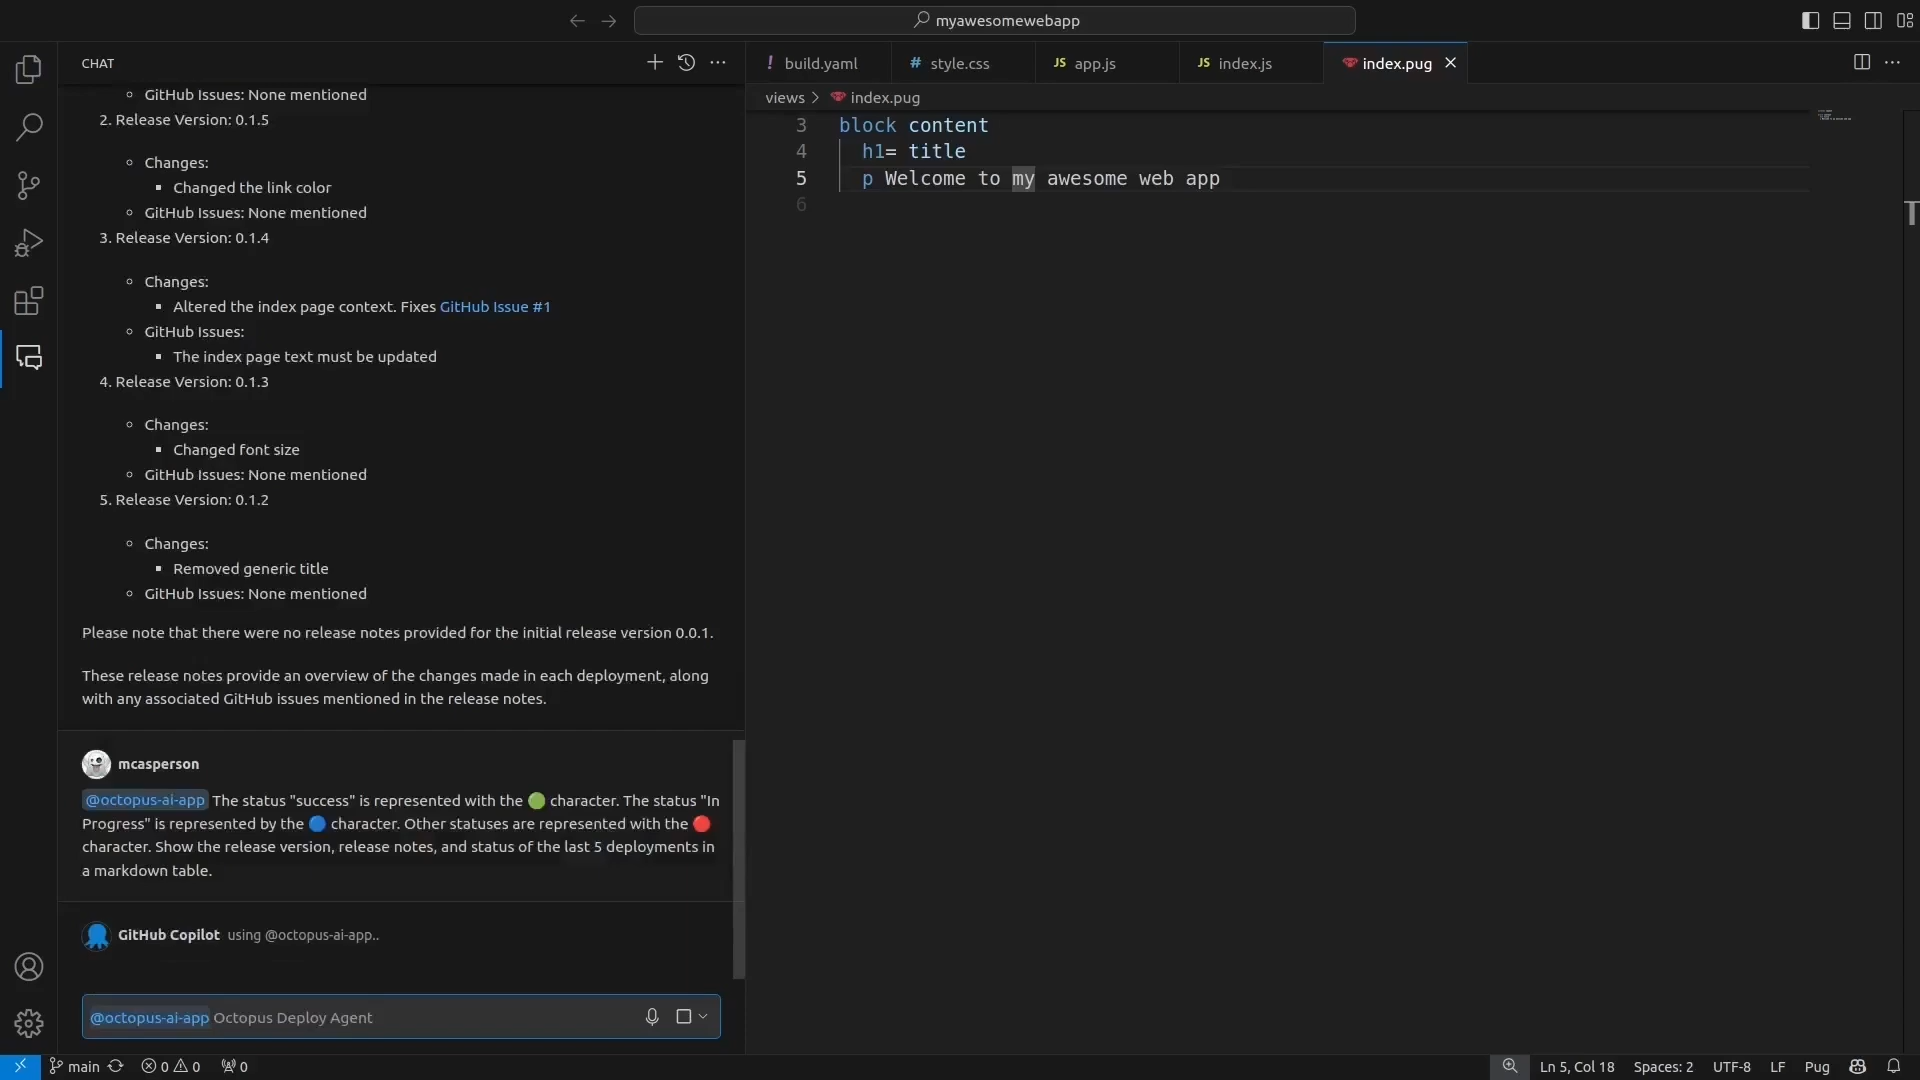 myawesomewebapp
CHAT
GitHub Issues: None mentioned
2. Release Version: 0.1.5
Changes:
Changed the link color
GitHub Issues: None mentioned
3. Release Version: 0.1.4
Changes:
Altered the index page context. Fixes GitHub Issue #1
GitHub Issues:
The index page text must be updated
4. Release Version: 0.1.3
Changes:
Changed font size
GitHub Issues: None mentioned
5. Release Version: 0.1.2
Changes:
Removed generic title
GitHub Issues: None mentioned
Please note that there were no release notes provided for the initial release version 0.0.1.
These release notes provide an overview of the changes made in each deployment, along
with any associated GitHub issues mentioned in the release notes.
mcasperson
@octopus-ai-app The status "success" is represented with the 🟢 character. The status "In
Progress" is represented by the 🔵 character. Other statuses are represented with the 🔴
character. Show the release version, release notes, and status of the last 5 deployments in
a markdown table.
GitHub Copilot using @octopus-ai-app..
@octopus-ai-app Octopus Deploy Agent
! build.yaml
# style.css
JS app.js
JS index.js
index.pug
views > index.pug
3 block content
4 h1= title
5 p Welcome to my awesome web app
6
main 0 0 0
Ln 5, Col 18 Spaces: 2 UTF-8 LF Pug